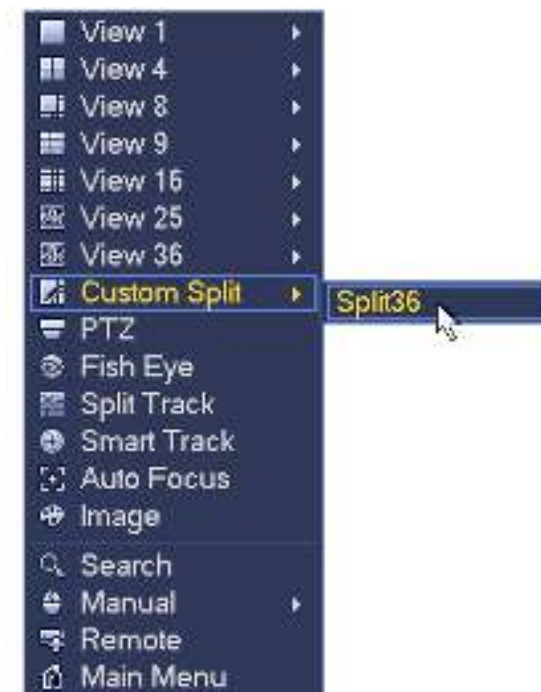 View 1
View 4
View 8
View 9
View 16
View 25
View 36
Custom Split
Split36
PTZ
Fish Eye
Split Track
Smart Track
Auto Focus
Image
Search
Manual
Remote
Main Menu